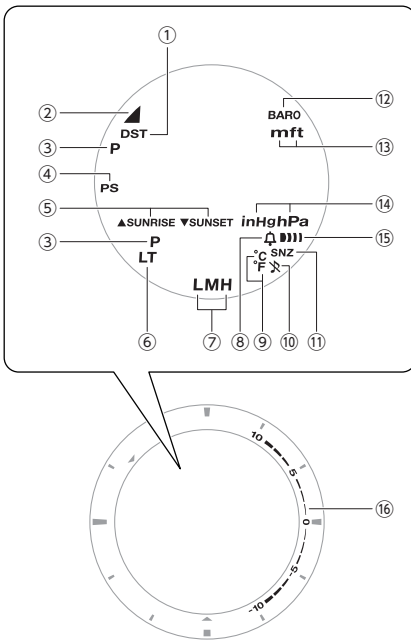 ①
②
DST
⑫
BARO
③ P
mft
⑬
④
PS
⑤
▲SUNRISE ▼SUNSET
inHghPa
⑭
③
P
⑮
LT
°C SNZ
°F
LMH
⑥
⑦
⑧
⑨
⑩
⑪
10
5
0
⑯
-5
-10